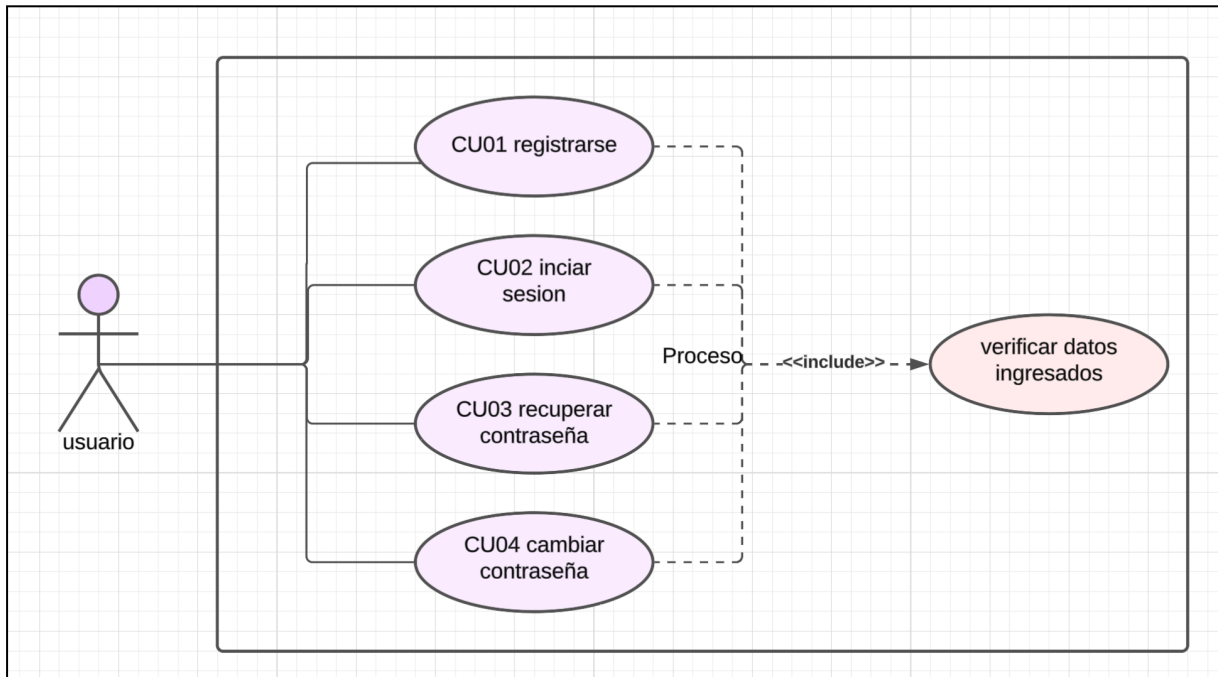 CU01 registrarse
CU02 inciar
sesion
Proceso
<<include>>
verificar datos
ingresados
CU03 recuperar
contraseña
usuario
CU04 cambiar
contraseña